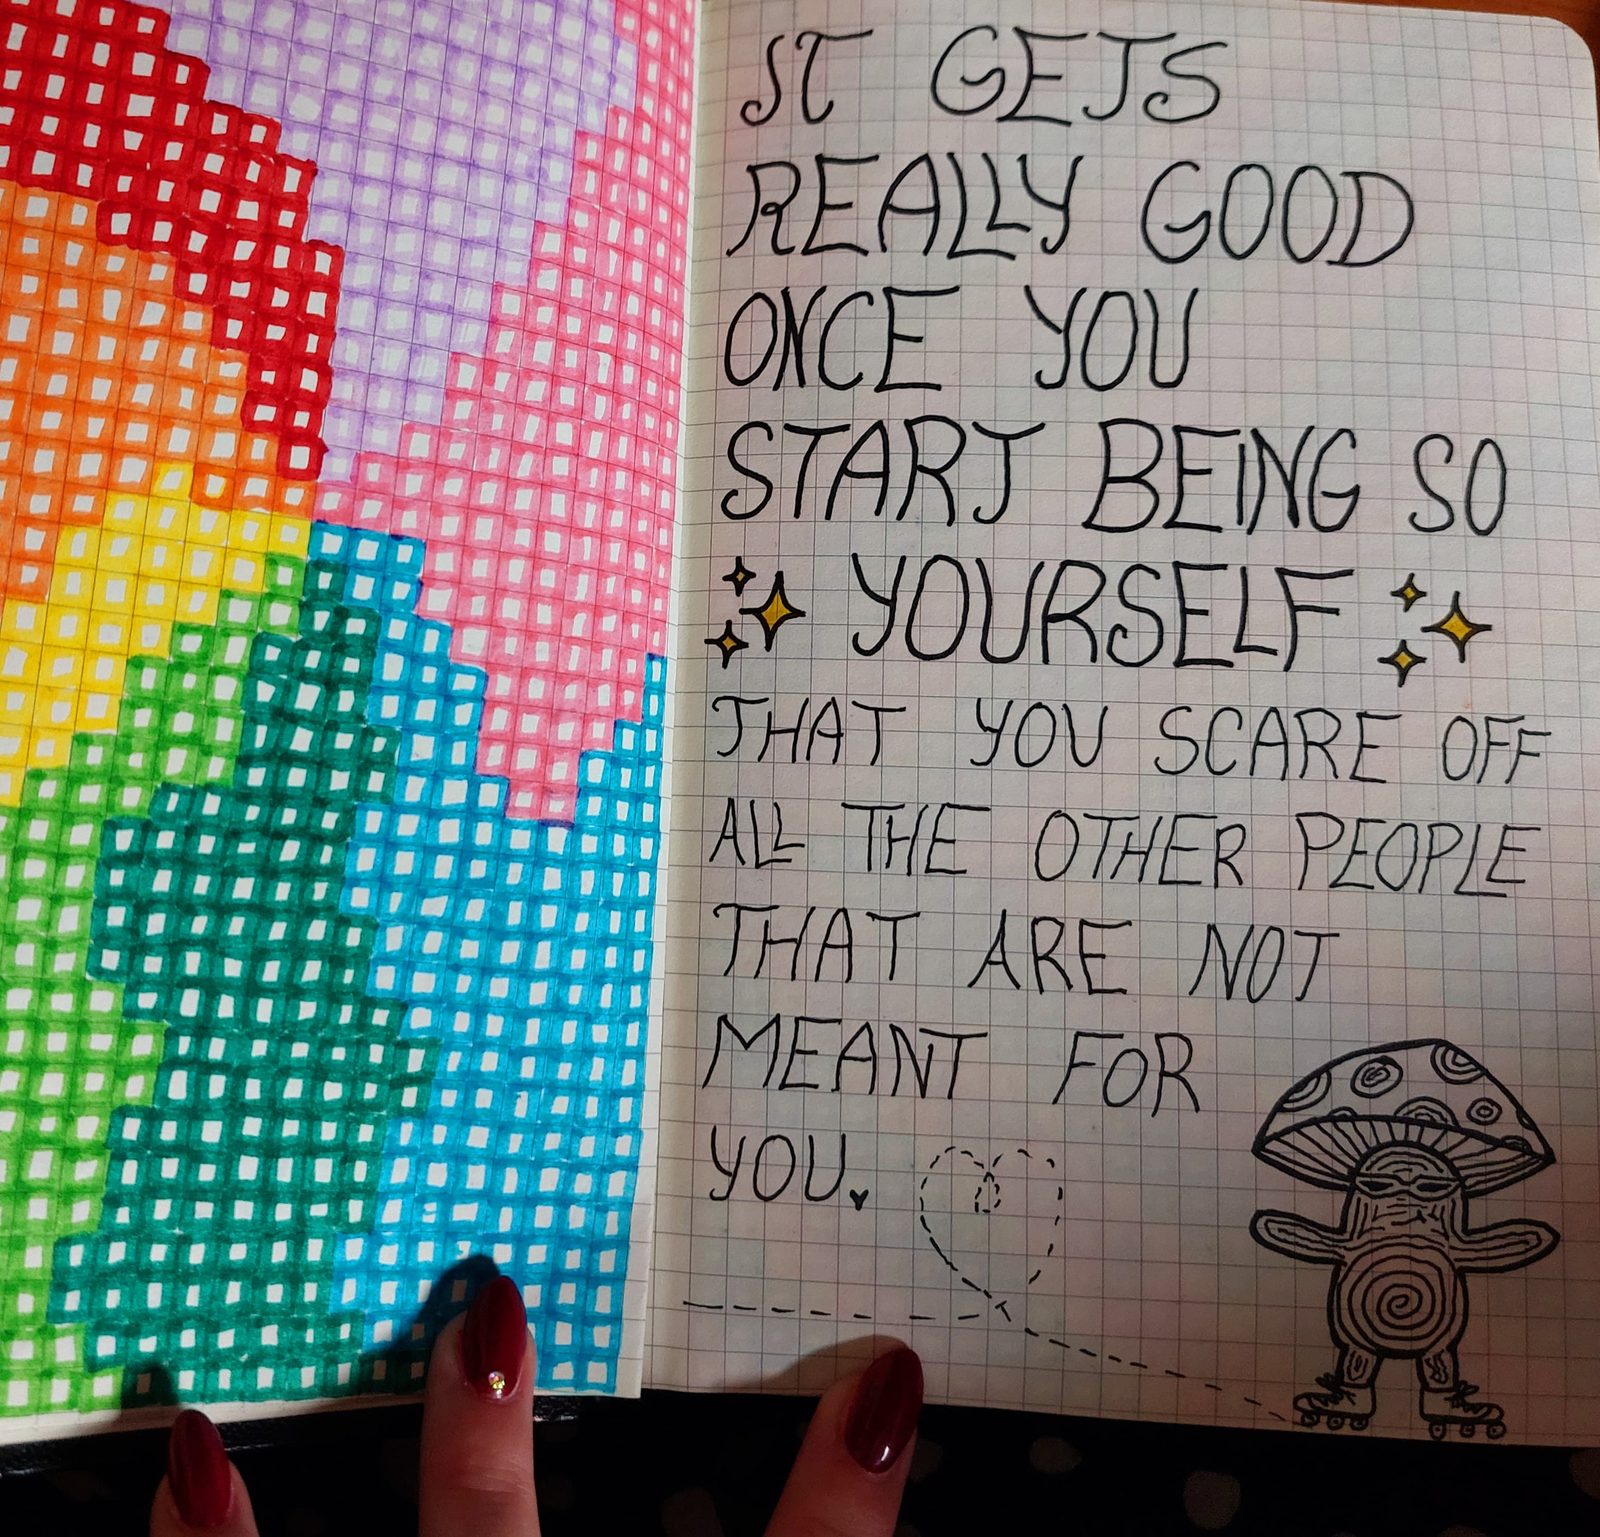 IT GETS
REALLY GOOD
ONCE YOU
START BEING SO
YOURSELF
THAT YOU SCARE OFF
ALL THE OTHER PEOPLE
THAT ARE NOT
MEANT FOR
YOU.